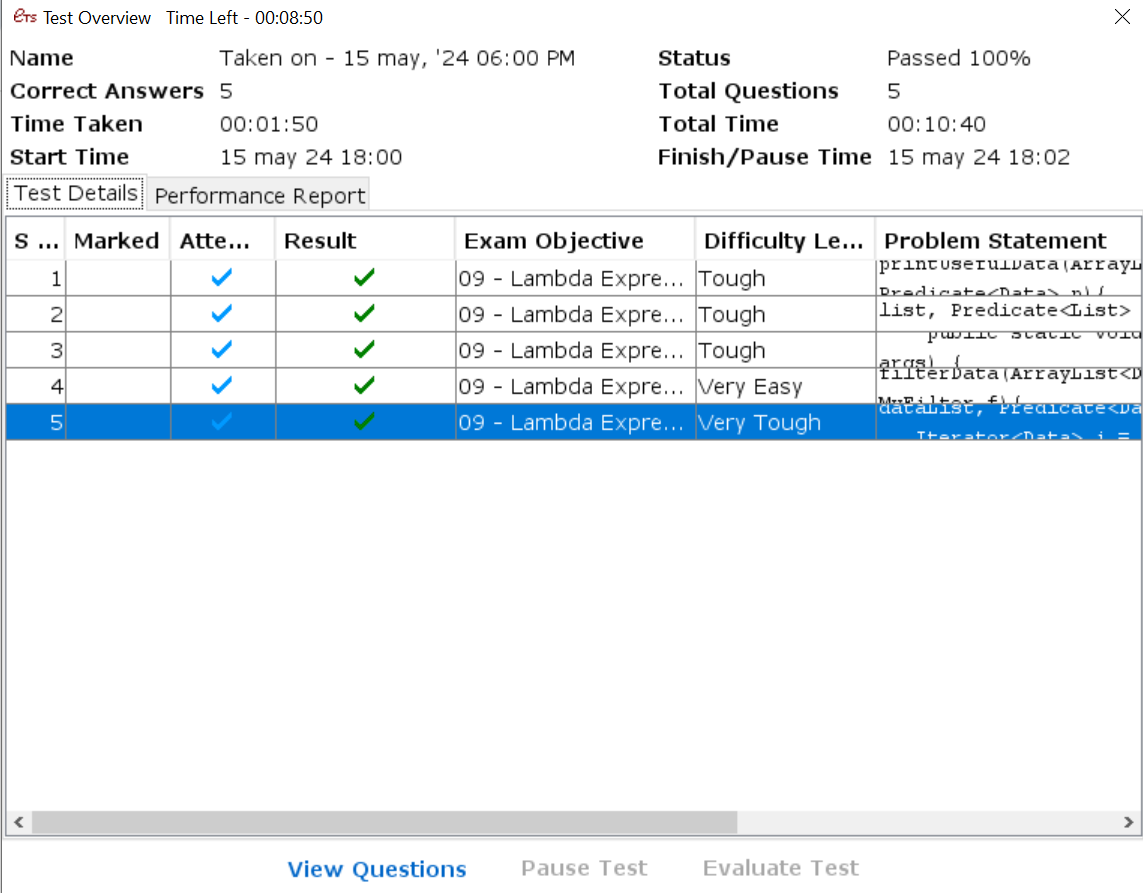 ETS Test Overview Time Left - 00:08:50
Name Taken on - 15 may, '24 06:00 PM Status Passed 100%
Correct Answers 5 Total Questions 5
Time Taken 00:01:50 Total Time 00:10:40
Start Time 15 may 24 18:00 Finish/Pause Time 15 may 24 18:02
Test Details Performance Report
S ... Marked Atte... Result Exam Objective Difficulty Le... Problem Statement
printUsefulData(ArrayL
1 09 - Lambda Expre... Tough
Predicate<Data> p){
2 09 - Lambda Expre... Tough list, Predicate<List>
public static void
3 09 - Lambda Expre... Tough
args) {
filterData(ArrayList<D
4 09 - Lambda Expre... Very Easy
MyFilter f){
dataList, Predicate<Da
5 09 - Lambda Expre... Very Tough
Iterator<Data> i =
View Questions Pause Test Evaluate Test